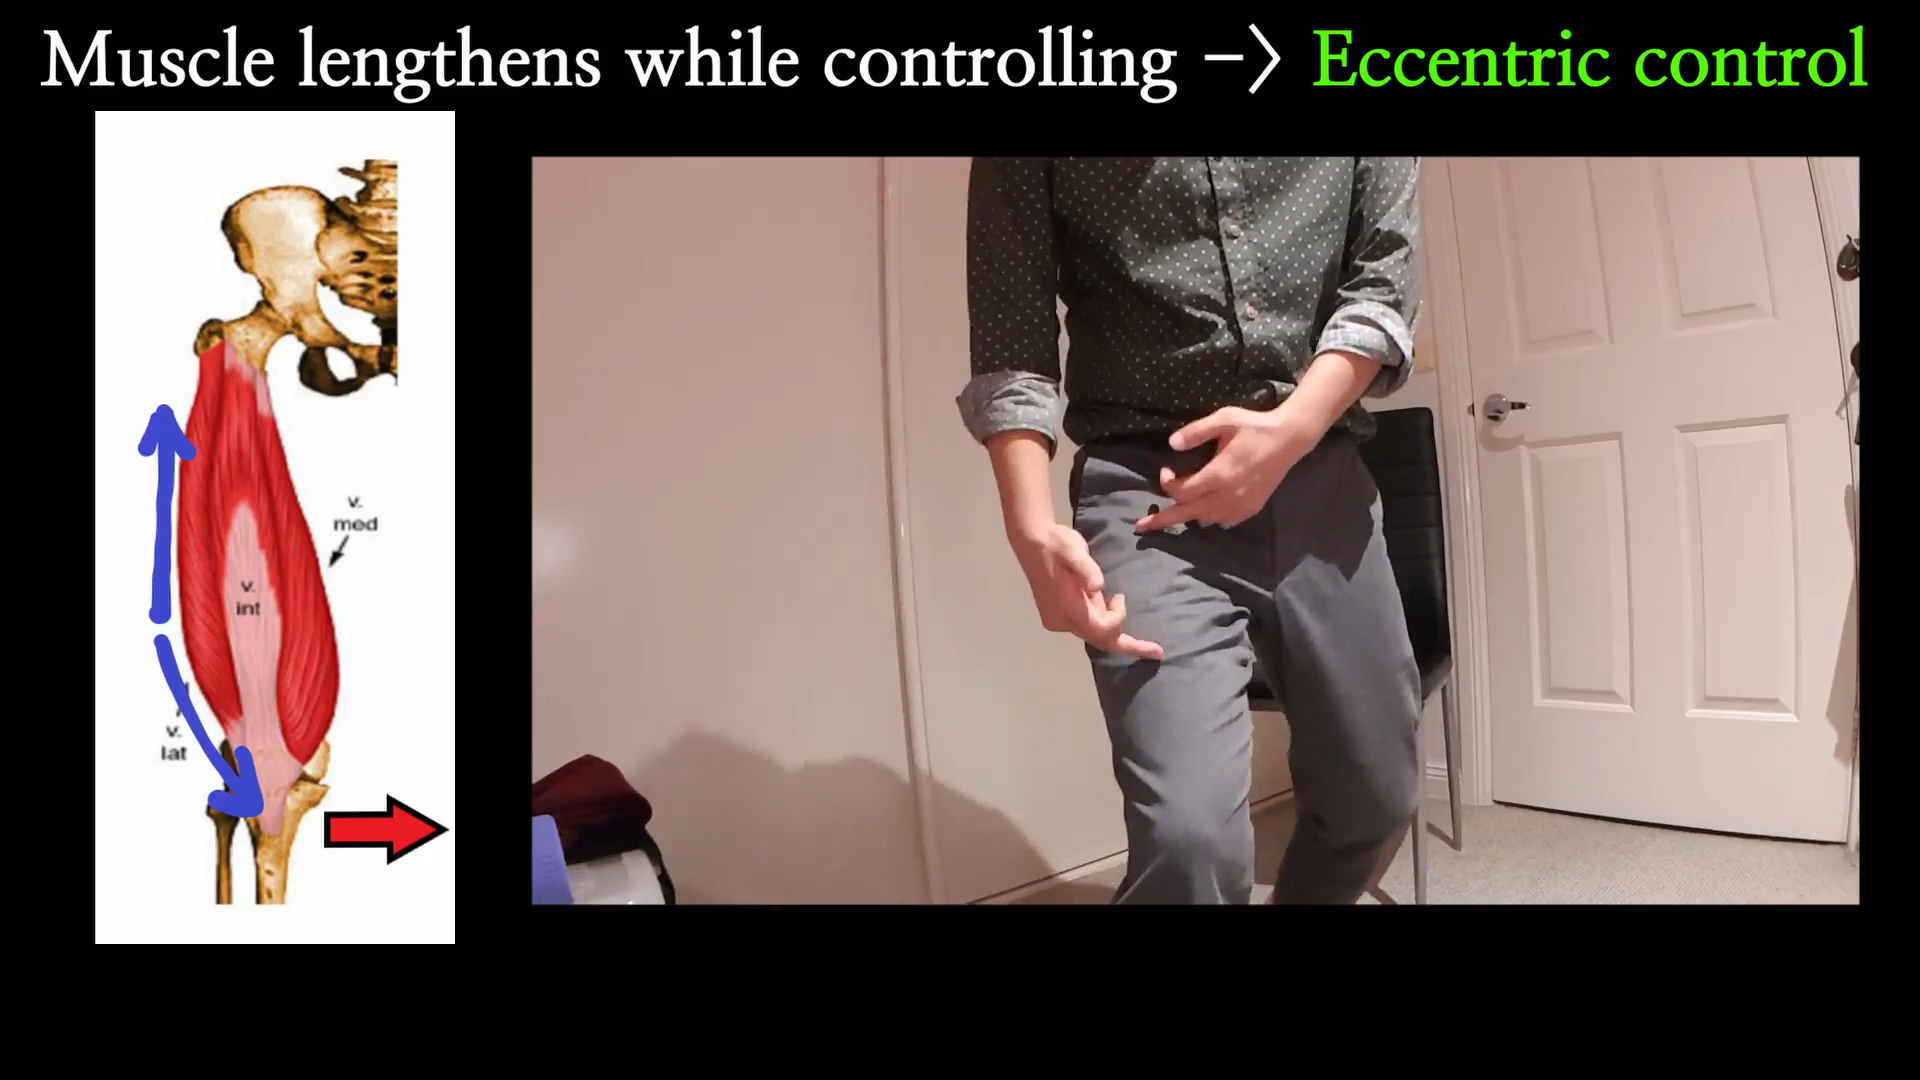 Muscle lengthens while controlling -> Eccentric control
v.
med
v.
int
v.
lat